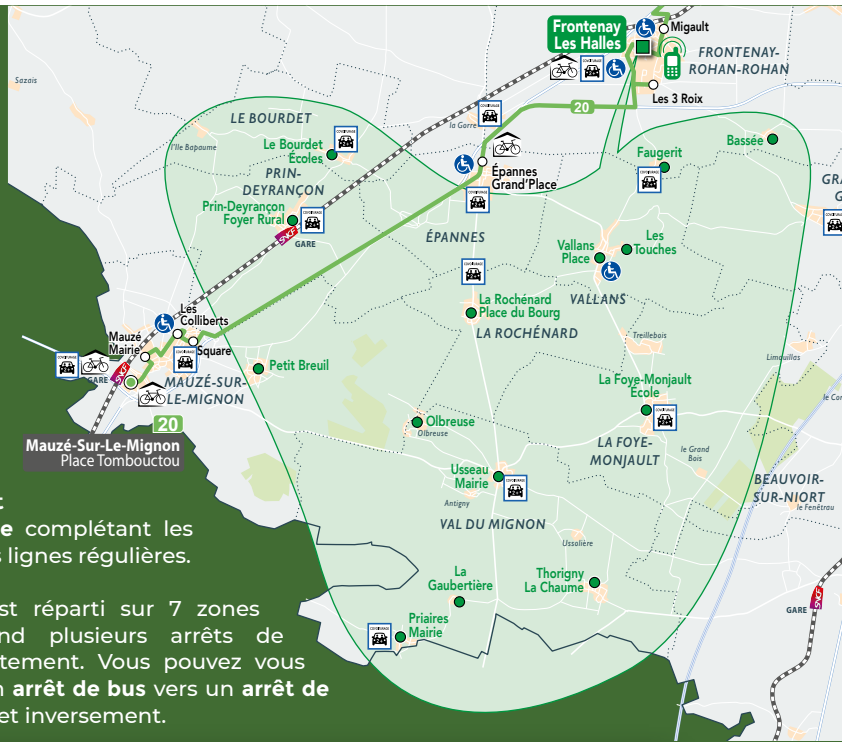 Frontenay
Les Halles
Migault
FRONTENAY-
ROHAN-ROHAN
Les 3 Roix
20
Sazais
LE BOURDET
la Gorre
l'Ile Bapaume
Le Bourdet
Écoles
PRIN-
DEYRANÇON
Prin-Deyrançon
Foyer Rural
SNCF
GARE
Épannes
Grand'Place
ÉPANNES
Faugerit
Bassée
Vallans
Place
Les
Touches
VALLANS
La Rochénard
Place du Bourg
LA ROCHÉNARD
Treillebois
Limouillas
Les
Colliberts
Mauzé
Mairie
Square
GARE
SNCF
MAUZÉ-SUR-
LE-MIGNON
20
Mauzé-Sur-Le-Mignon
Place Tombouctou
Petit Breuil
La Foye-Monjault
École
LA FOYE-
MONJAULT
le Grand
Bois
Olbreuse
Olbreuse
Usseau
Mairie
Antigny
VAL DU MIGNON
Ussolière
BEAUVOIR-
SUR-NIORT
le Fenêtrau
La
Gaubertière
Thorigny
La Chaume
Priaires
Mairie
GARE
SNCF
t
e complétant les
s lignes régulières.
est réparti sur 7 zones
nd plusieurs arrêts de
tement. Vous pouvez vous
n arrêt de bus vers un arrêt de
et inversement.